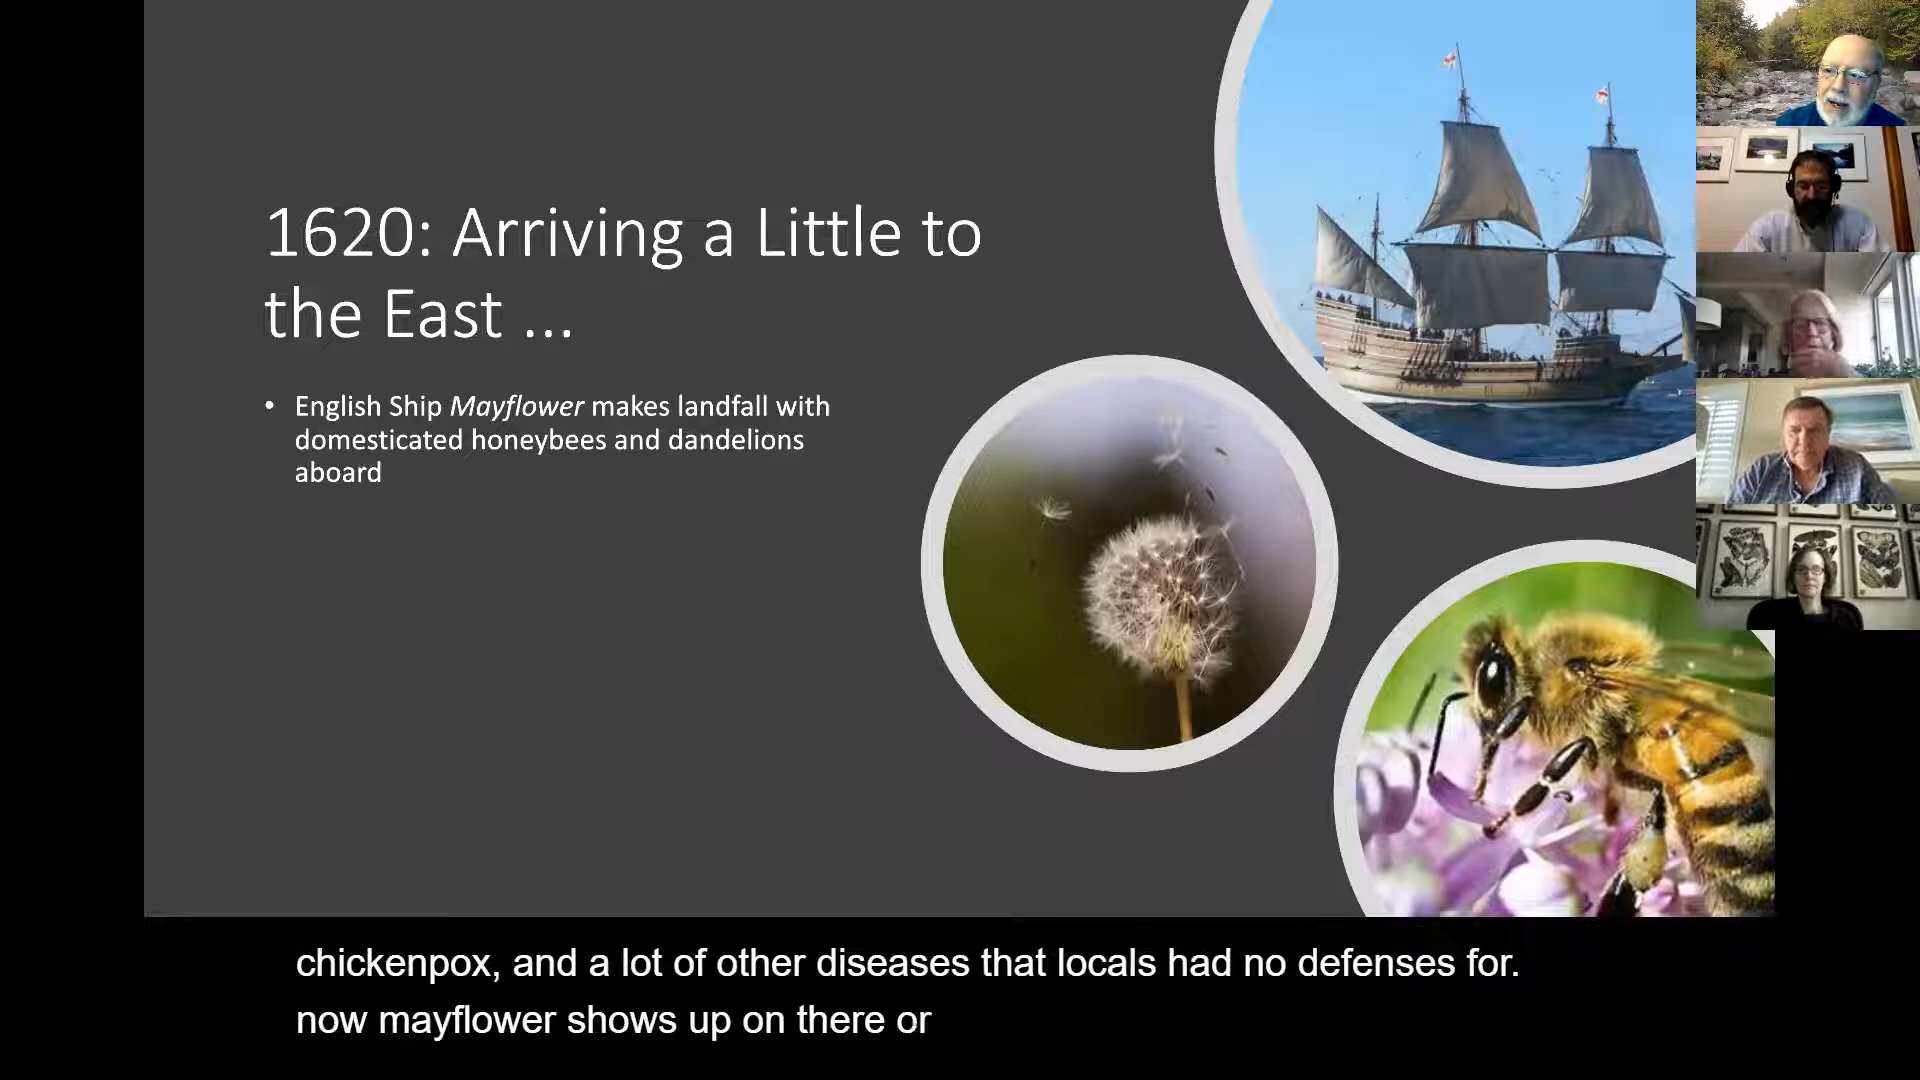 1620: Arriving a Little to
the East ...
• English Ship Mayflower makes landfall with
domesticated honeybees and dandelions
aboard
chickenpox, and a lot of other diseases that locals had no defenses for.
now mayflower shows up on there or